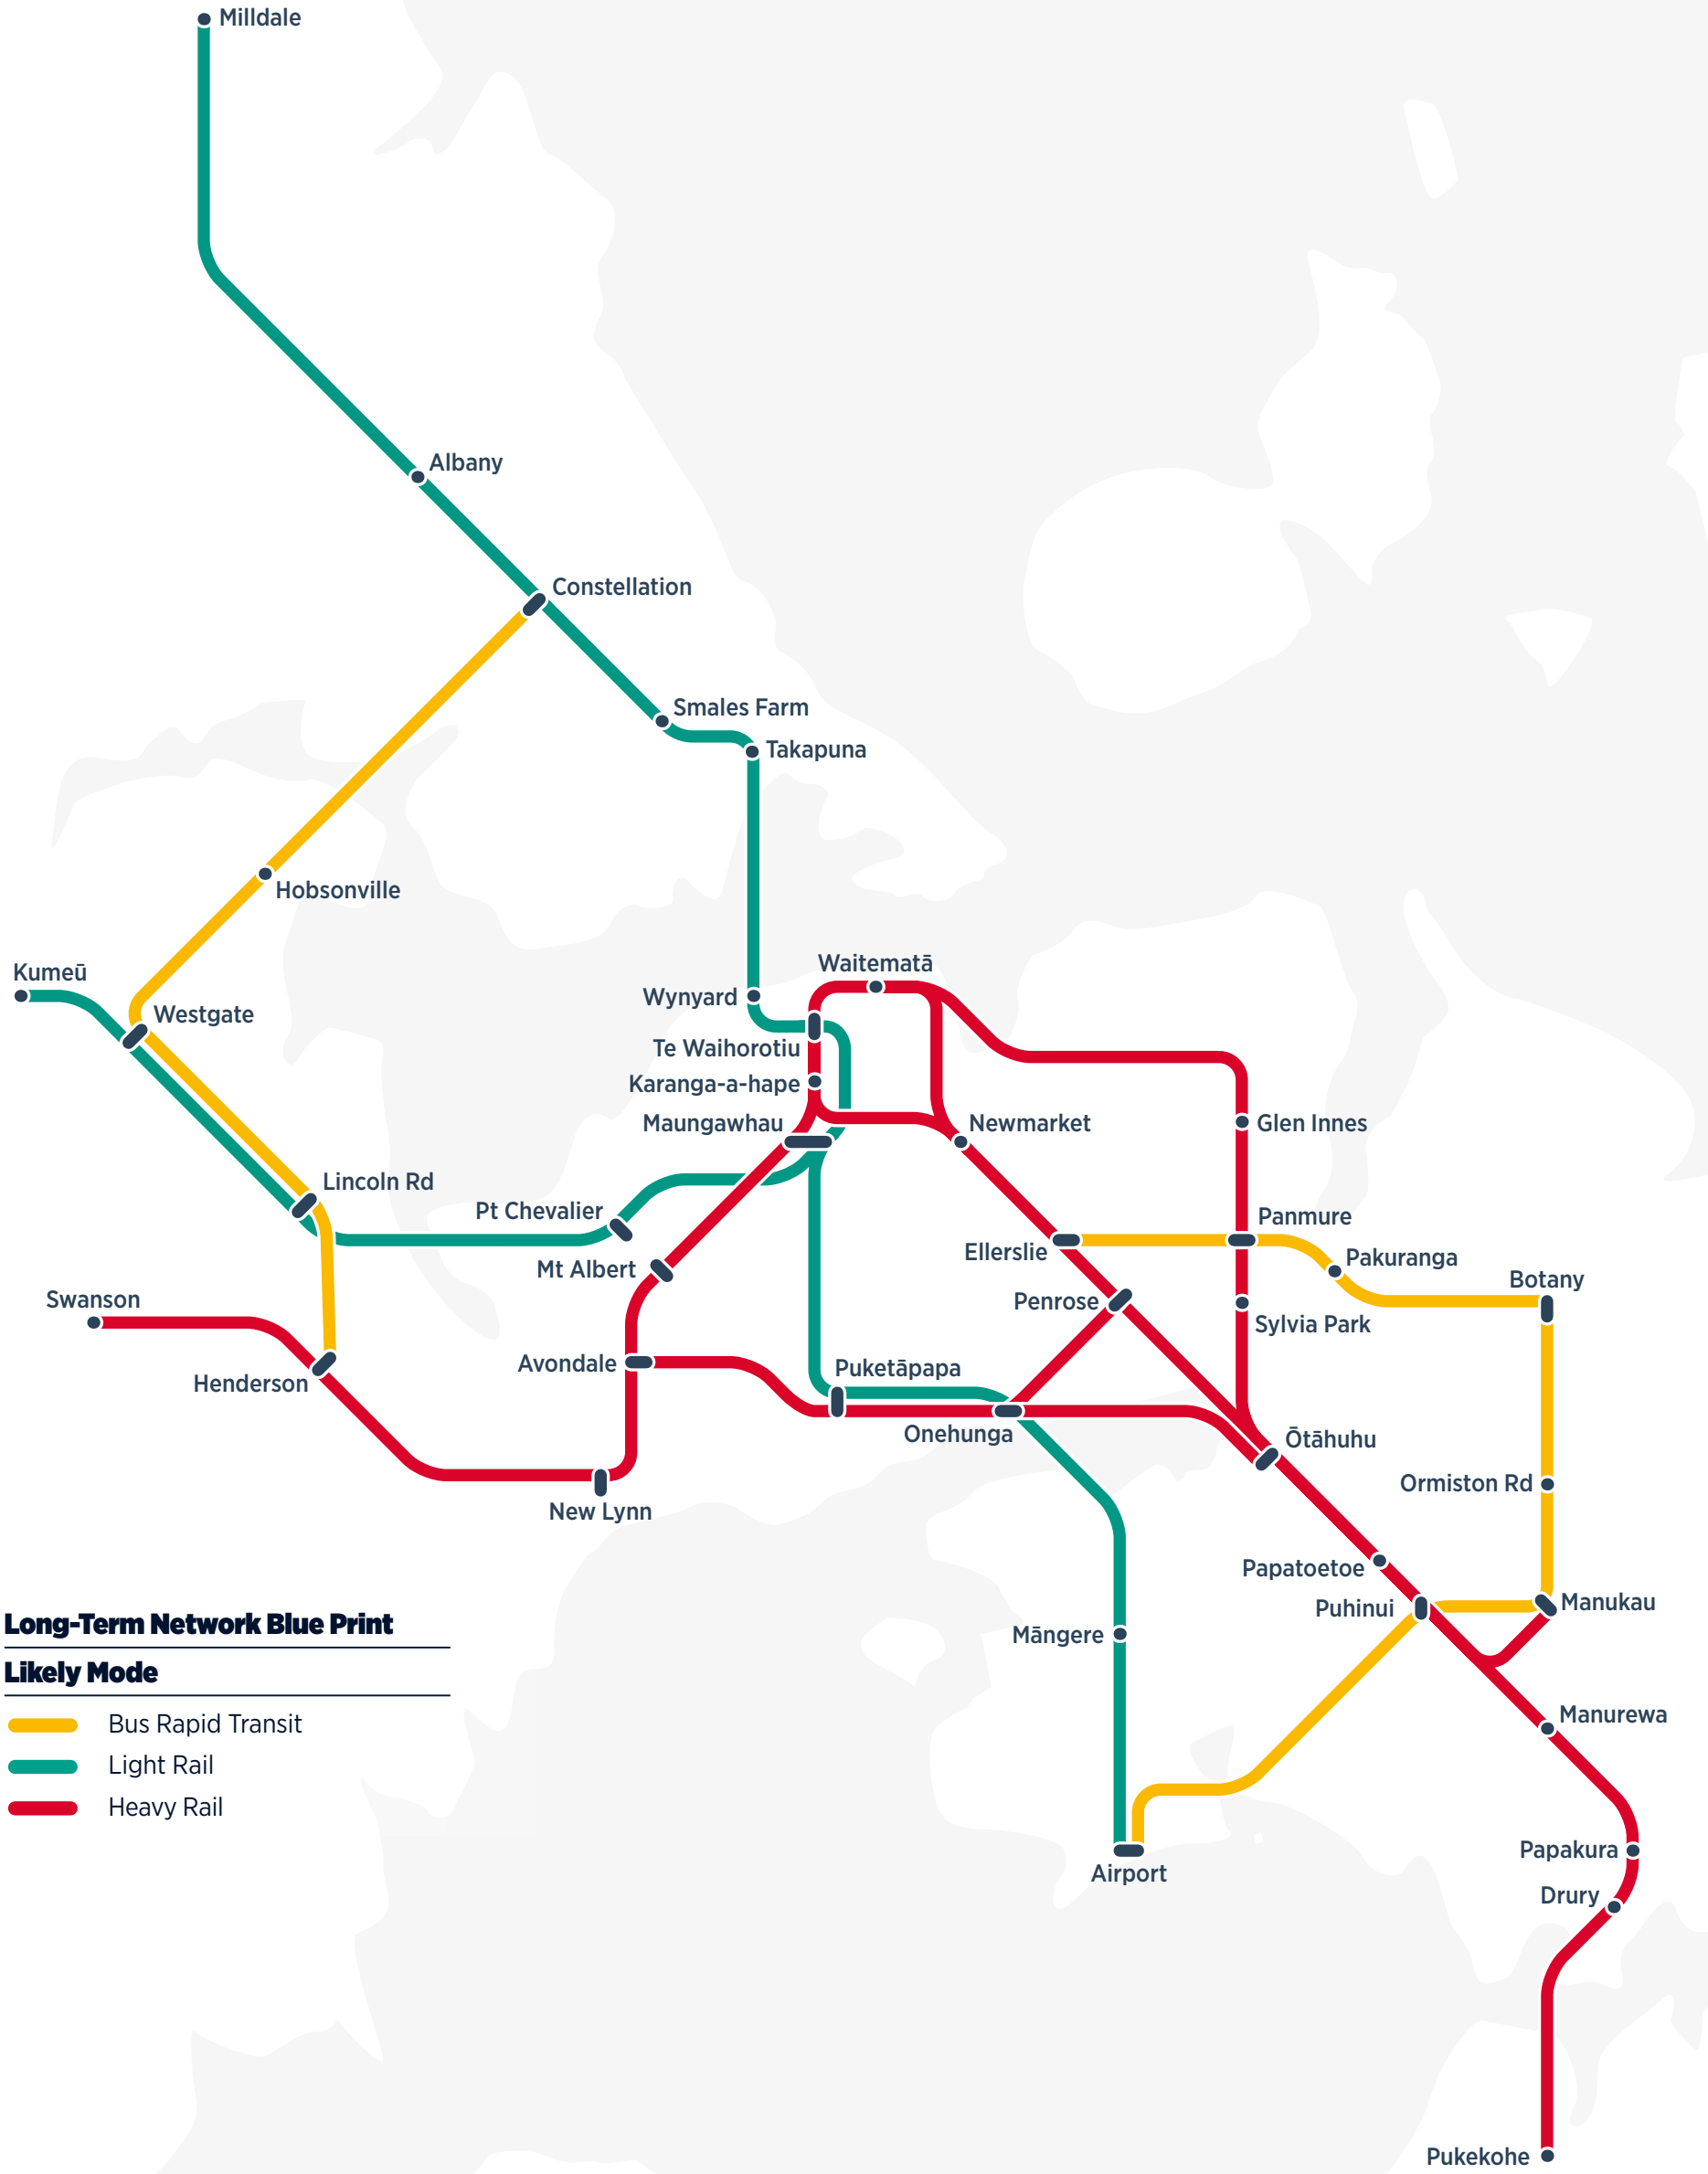 Milldale
Albany
Constellation
Smales Farm
Takapuna
Hobsonville
Waitematā
Kumeū
Wynyard
Westgate
Te Waihorotiu
Karanga-a-hape
Maungawhau
Newmarket
Glen Innes
Lincoln Rd
Pt Chevalier
Panmure
Ellerslie
Pakuranga
Mt Albert
Botany
Swanson
Penrose
Sylvia Park
Avondale
Puketāpapa
Henderson
Onehunga
Ōtāhuhu
Ormiston Rd
New Lynn
Papatoetoe
Puhinui
Manukau
Long-Term Network Blue Print
Māngere
Likely Mode
Manurewa
Bus Rapid Transit
Light Rail
Heavy Rail
Papakura
Airport
Drury
Pukekohe